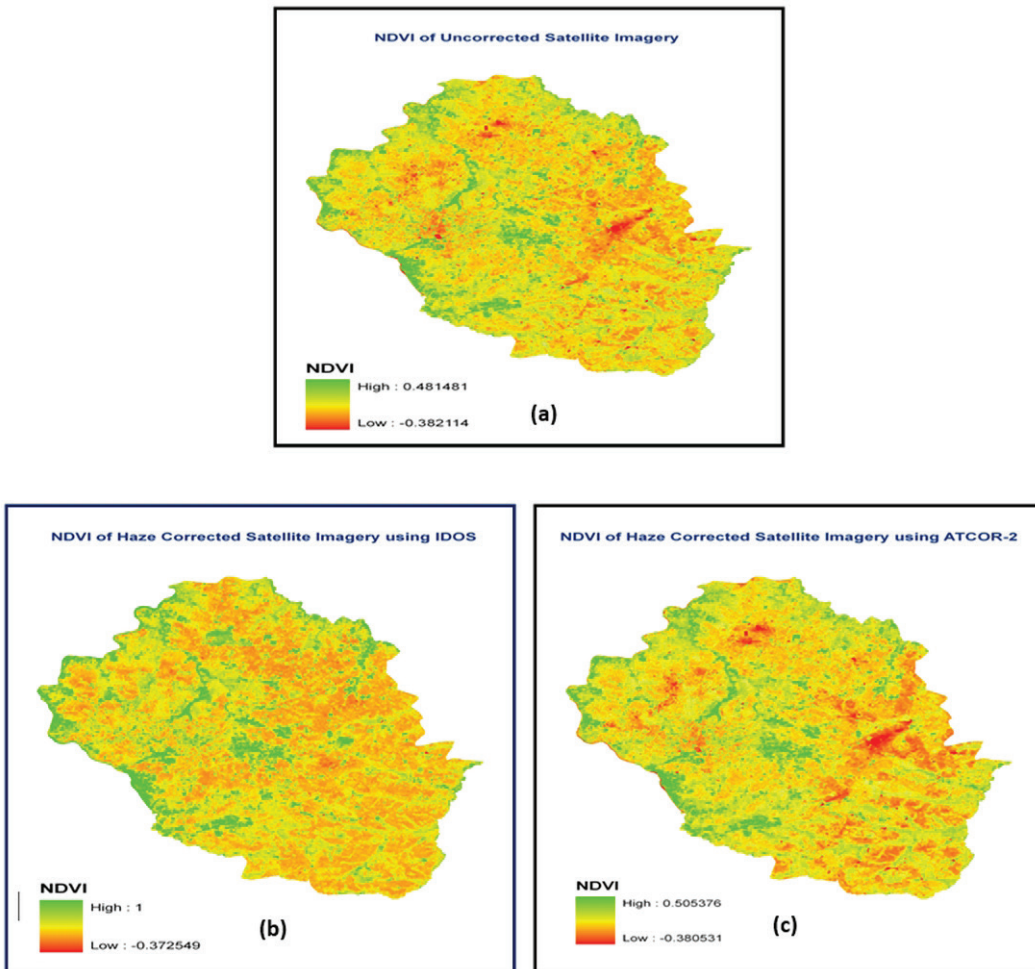 NDVI of Uncorrected Satellite Imagery
NDVI
High : 0.481481
Low : -0.382114
(a)
NDVI of Haze Corrected Satellite Imagery using IDOS
NDVI
High : 1
Low : -0.372549
(b)
NDVI of Haze Corrected Satellite Imagery using ATCOR-2
NDVI
High : 0.505376
Low : -0.380531
(c)